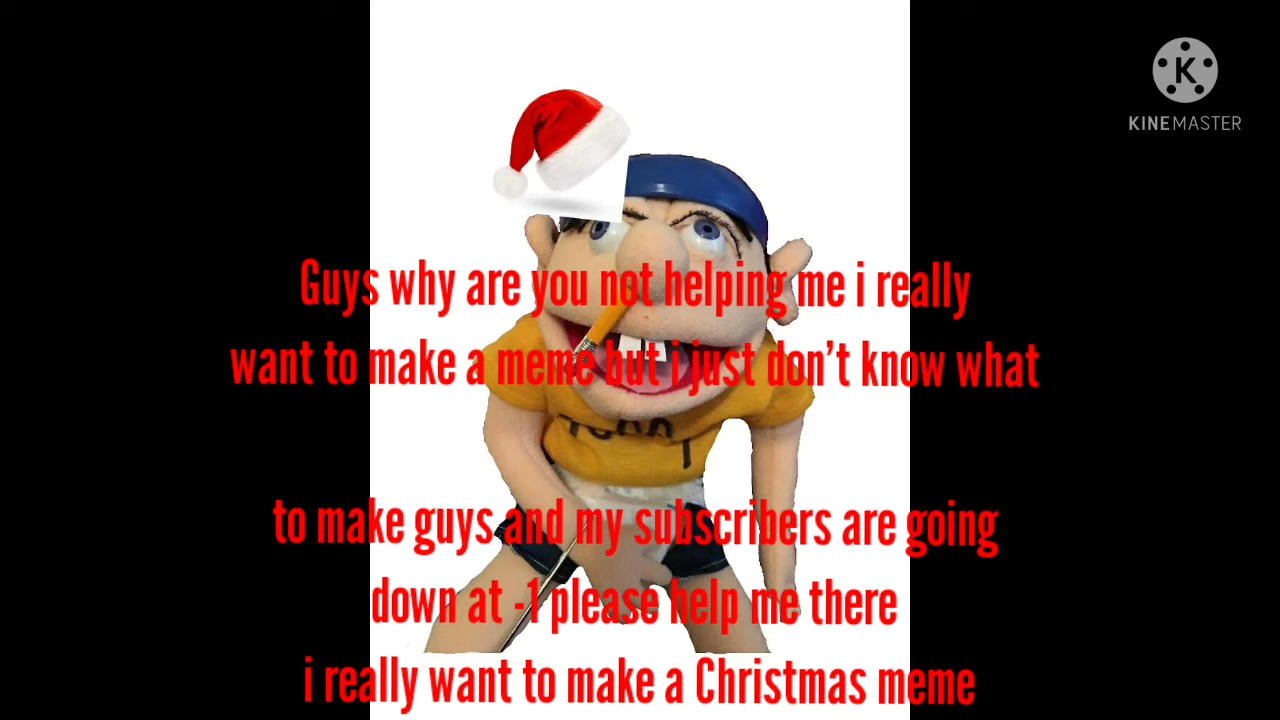 KINEMASTER
Guys why are you not helping me i really
want to make a meme but i just don’t know what
to make guys and my subscribers are going
down at -1 please help me there
i really want to make a Christmas meme